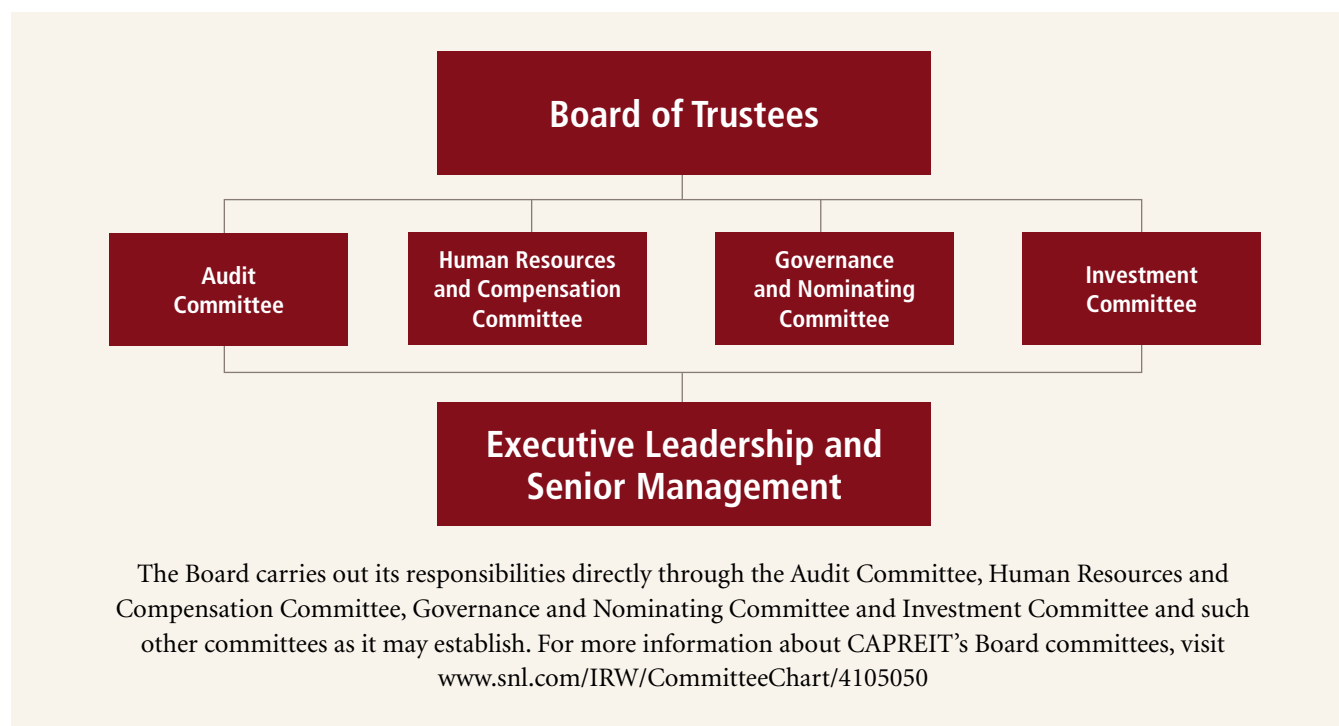 Board of Trustees
Audit
Committee
Human Resources
and Compensation
Committee
Governance
and Nominating
Committee
Investment
Committee
Executive Leadership and
Senior Management
The Board carries out its responsibilities directly through the Audit Committee, Human Resources and
Compensation Committee, Governance and Nominating Committee and Investment Committee and such
other committees as it may establish. For more information about CAPREIT’s Board committees, visit
www.snl.com/IRW/CommitteeChart/4105050